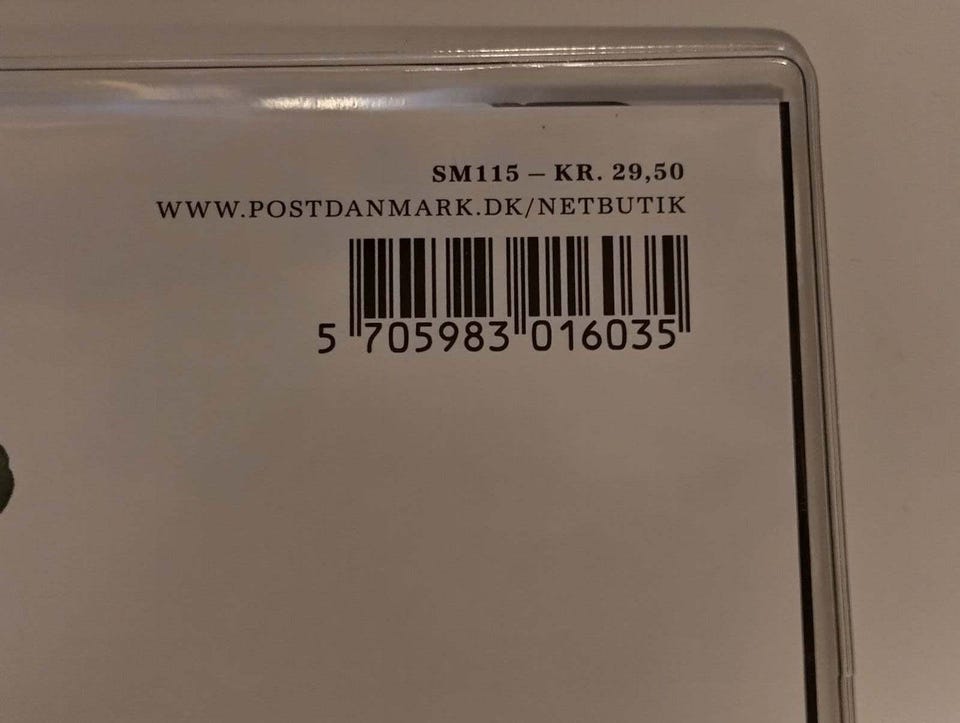 SM115 – KR. 29,50
WWW.POSTDANMARK.DK/NETBUTIK
5 705983 016035